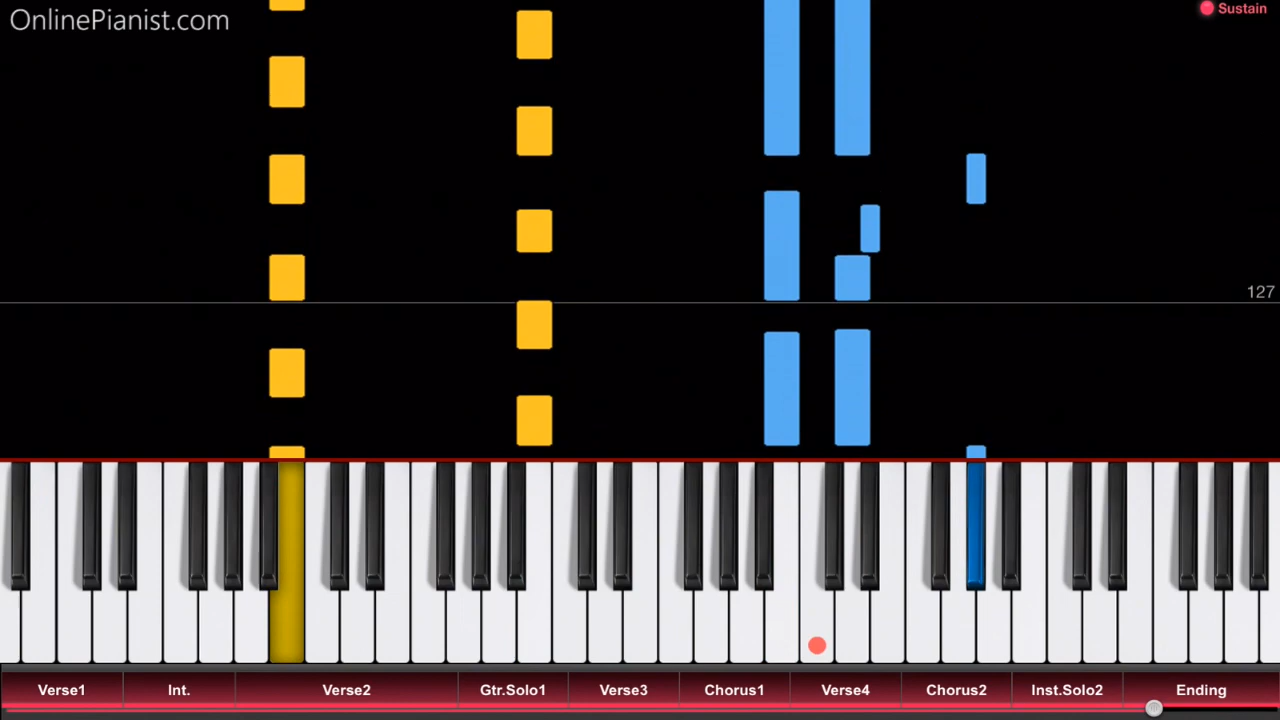 OnlinePianist.com
Sustain
127
Verse1
Int.
Verse2
Gtr.Solo1
Verse3
Chorus1
Verse4
Chorus2
Inst.Solo2
Ending